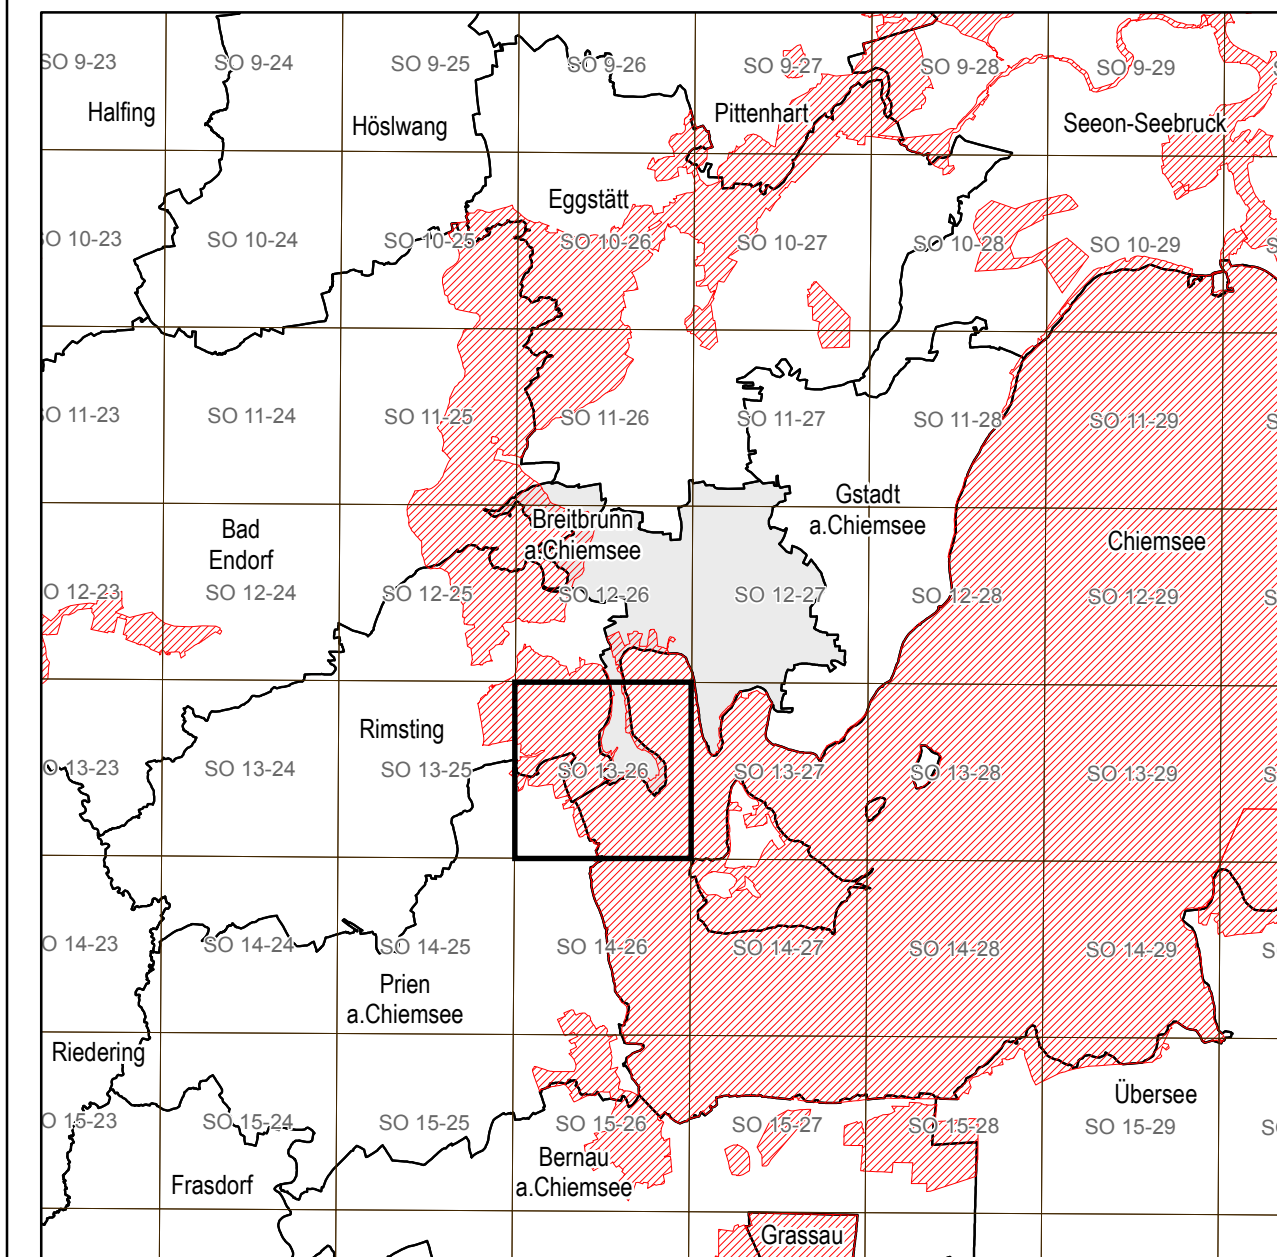 SO 9-23
SO 9-24
SO 9-25
SO 9-26
SO 9-27
SO 9-28
SO 9-29
Halfing
Höslwang
Pittenhart
Seeon-Seebruck
Eggstätt
SO 10-23
SO 10-24
SO 10-25
SO 10-26
SO 10-27
SO 10-28
SO 10-29
SO 11-23
SO 11-24
SO 11-25
SO 11-26
SO 11-27
SO 11-28
SO 11-29
Gstadt
a.Chiemsee
Breitbrunn
a.Chiemsee
Bad
Endorf
Chiemsee
O 12-23
SO 12-24
SO 12-25
SO 12-26
SO 12-27
SO 12-28
SO 12-29
Rimsting
O 13-23
SO 13-24
SO 13-25
SO 13-26
SO 13-27
SO 13-28
SO 13-29
O 14-23
SO 14-24
SO 14-25
SO 14-26
SO 14-27
SO 14-28
SO 14-29
Prien
a.Chiemsee
Riedering
Übersee
O 15-23
SO 15-24
SO 15-25
SO 15-26
SO 15-27
SO 15-28
SO 15-29
Bernau
a.Chiemsee
Frasdorf
Grassau